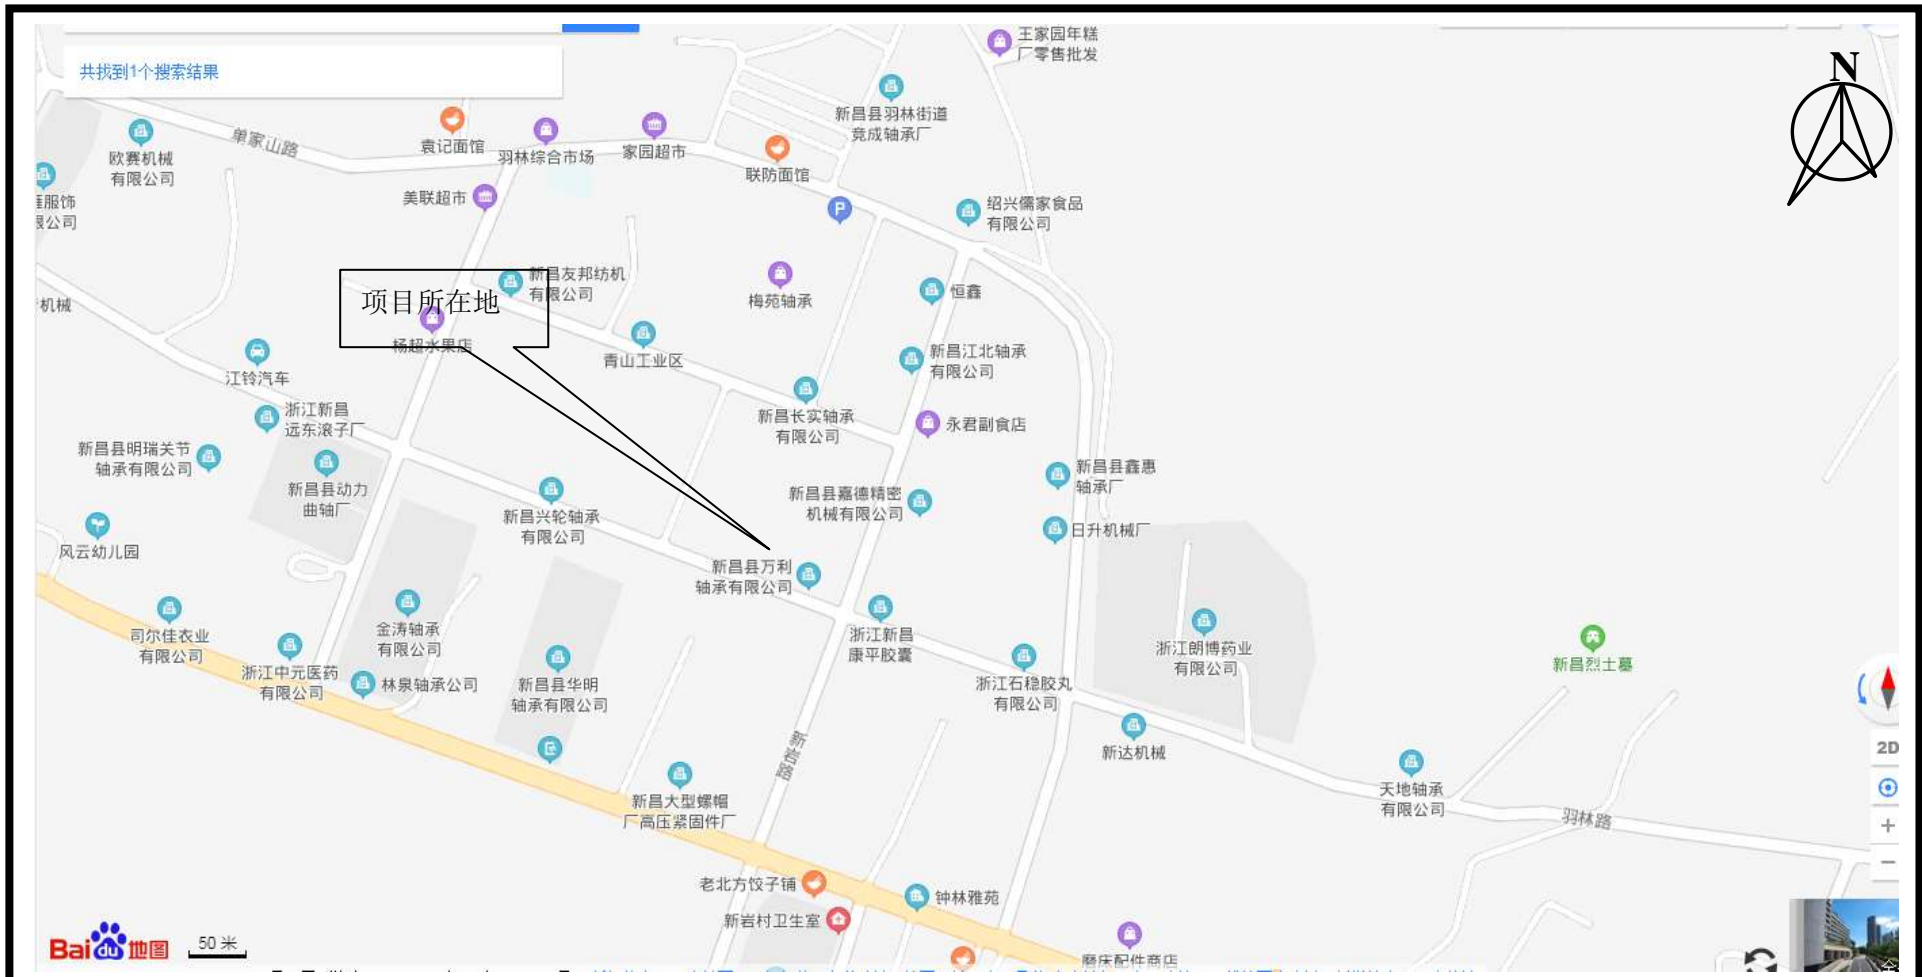 王家园年糕
厂零售批发
共找到1个搜索结果
N
新昌县羽林街道
竞成轴承厂
单家山路
袁记面馆
羽林综合市场
家园超市
欧赛机械
有限公司
联防面馆
美联超市
服饰
限公司
P
绍兴儒家食品
有限公司
新昌友邦纺机
有限公司
项目所在地
梅苑轴承
恒鑫
机械
杨超水果店
青山工业区
新昌江北轴承
有限公司
江铃汽车
浙江新昌
远东滚子厂
新昌长实轴承
有限公司
永君副食店
新昌县明瑞关节
轴承有限公司
新昌县动力
曲轴厂
新昌县鑫惠
轴承厂
新昌县嘉德精密
机械有限公司
新昌兴轮轴承
有限公司
日升机械厂
风云幼儿园
新昌县万利
轴承有限公司
司尔佳衣业
有限公司
金涛轴承
有限公司
浙江新昌
康平胶囊
浙江朗博药业
有限公司
新昌烈士墓
浙江中元医药
有限公司
林泉轴承公司
新昌县华明
轴承有限公司
浙江石稳胶丸
有限公司
新岩路
新达机械
2D
新昌大型螺帽
厂高压紧固件厂
天地轴承
有限公司
羽林路
+
−
老北方饺子铺
钟林雅苑
新岩村卫生室
Bai du 地图
50 米
磨床配件商店
全